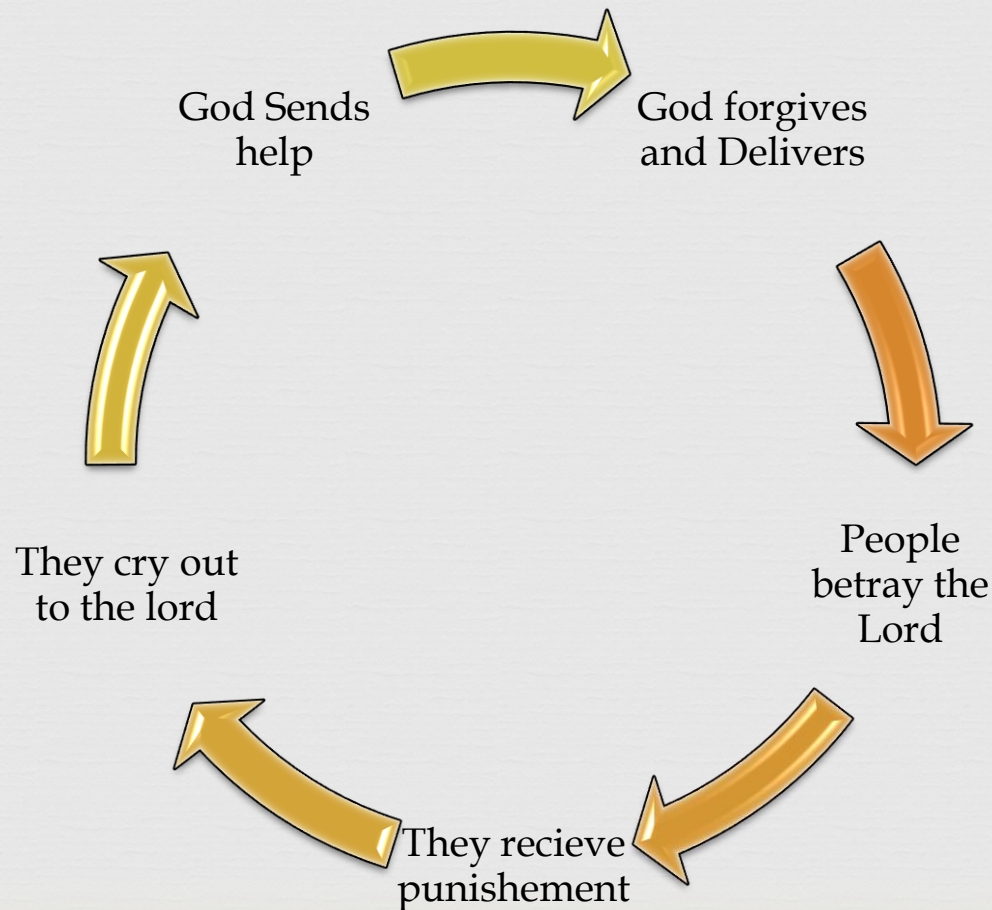 God Sends
help
God forgives
and Delivers
People
betray the
Lord
They recieve
punishement
They cry out
to the lord